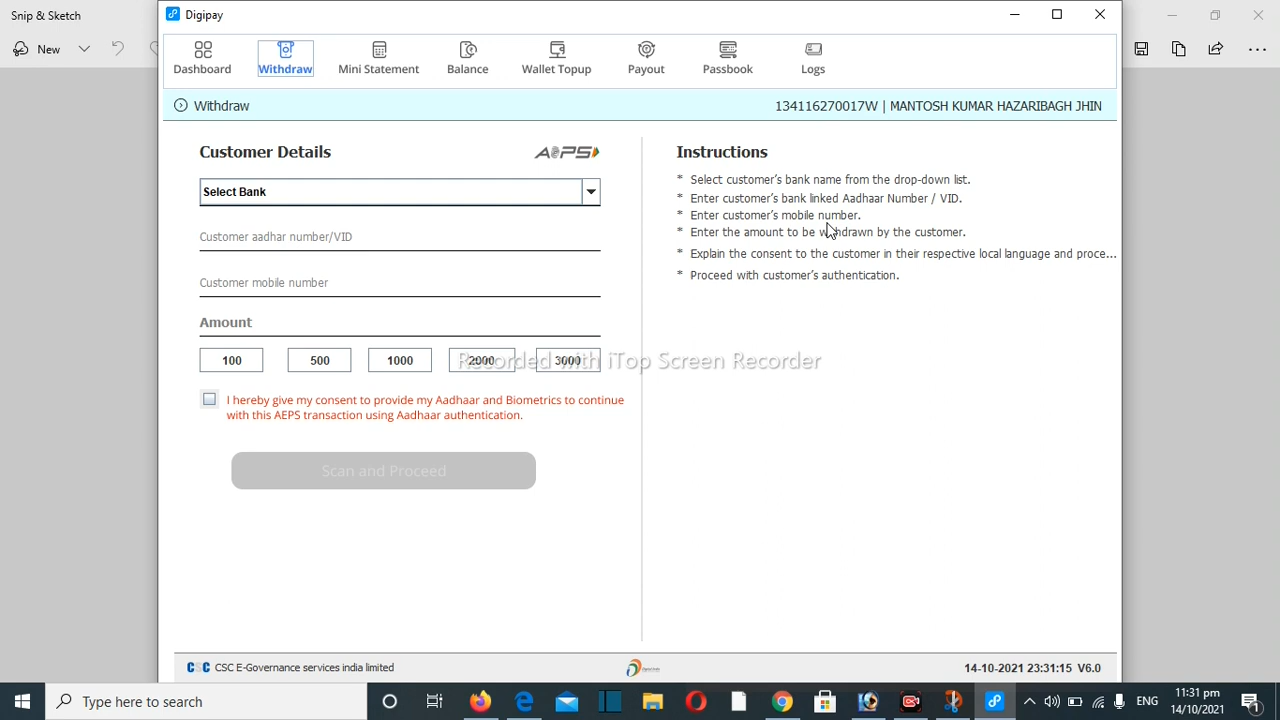 Snip & Sketch
New
Digipay
Dashboard
Withdraw
Mini Statement
Balance
Wallet Topup
Payout
Passbook
Logs
Withdraw
134116270017W | MANTOSH KUMAR HAZARIBAGH JHIN
Customer Details
AePS
Select Bank
Customer aadhar number/VID
Customer mobile number
Amount
100
500
1000
2000
3000
I hereby give my consent to provide my Aadhaar and Biometrics to continue
with this AEPS transaction using Aadhaar authentication.
Scan and Proceed
Instructions
* Select customer's bank name from the drop-down list.
* Enter customer's bank linked Aadhaar Number / VID.
* Enter customer's mobile number.
* Enter the amount to be withdrawn by the customer.
* Explain the consent to the customer in their respective local language and proce...
* Proceed with customer's authentication.
Recorded with iTop Screen Recorder
CSC CSC E-Governance services india limited
14-10-2021 23:31:15 V6.0
Type here to search
ENG
11:31 pm
14/10/2021
1